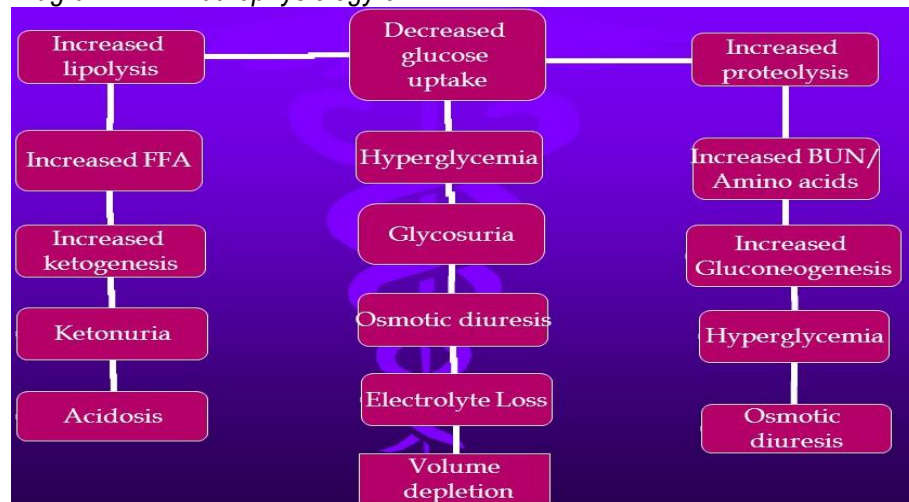 Increased
lipolysis
Increased FFA
Increased
ketogenesis
Ketonuria
Acidosis
Decreased
glucose
uptake
Hyperglycemia
Glycosuria
Osmotic diuresis
Electrolyte Loss
Volume
depletion
Increased
proteolysis
Increased BUN/
Amino acids
Increased
Gluconeogenesis
Hyperglycemia
Osmotic
diuresis